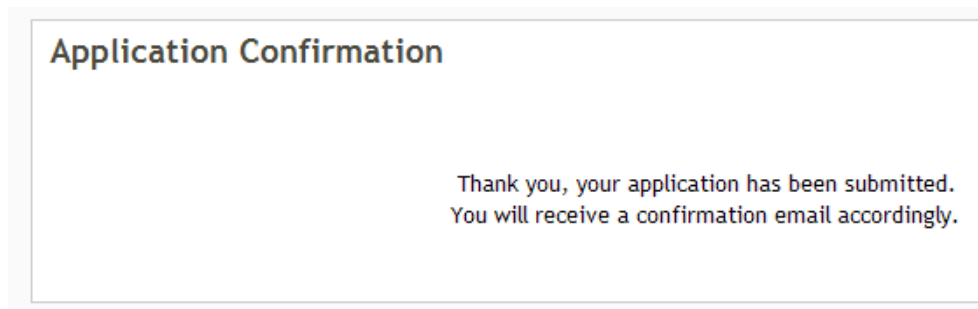 Application Confirmation
Thank you, your application has been submitted.
You will receive a confirmation email accordingly.